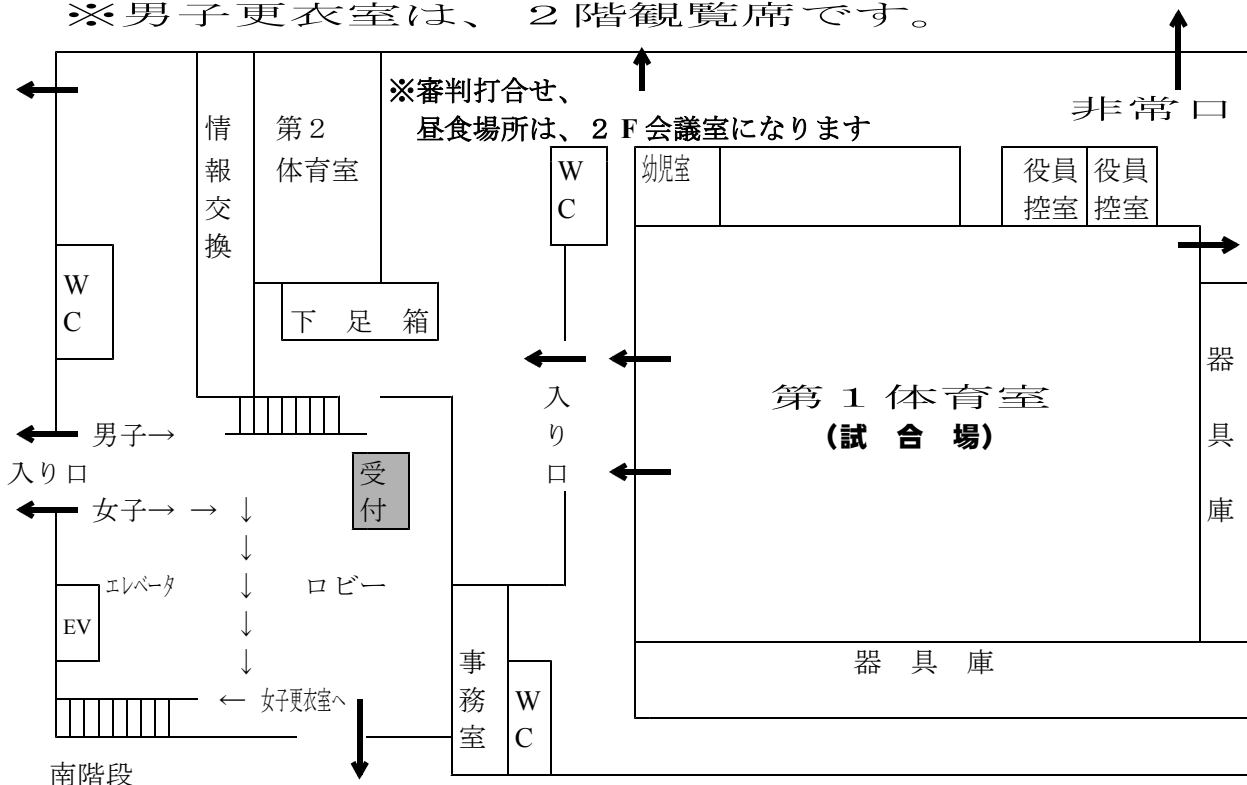 ※男子更衣室は、２階観覧席です。
※審判打合せ、
昼食場所は、２Ｆ会議室になります
非常口
情報交換
第２
体育室
WC
幼児室
役員
控室
役員
控室
WC
下足箱
器具庫
入り口
第１体育室
（試合場）
男子→
入り口
受付
女子→ → ↓
↓
エレベータ
↓
ロビー
EV
↓
↓
器具庫
事務室
← 女子更衣室へ
WC
南階段